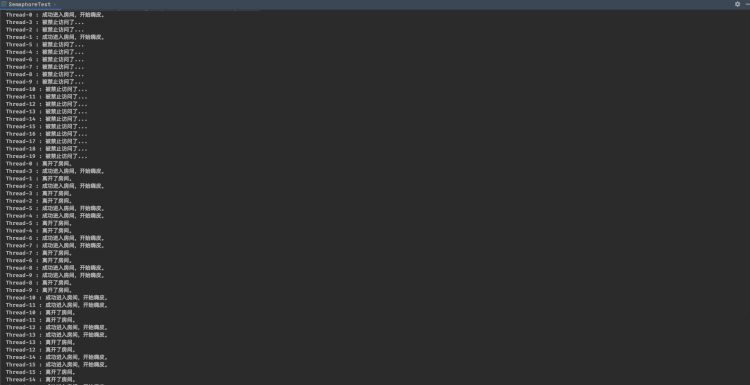 SemaphoreTest
Thread-0 : 成功进入房间，开始嗨皮。
Thread-3 : 被禁止访问了...
Thread-2 : 被禁止访问了...
Thread-1 : 成功进入房间，开始嗨皮。
Thread-5 : 被禁止访问了...
Thread-4 : 被禁止访问了...
Thread-6 : 被禁止访问了...
Thread-7 : 被禁止访问了...
Thread-8 : 被禁止访问了...
Thread-9 : 被禁止访问了...
Thread-10 : 被禁止访问了...
Thread-11 : 被禁止访问了...
Thread-12 : 被禁止访问了...
Thread-13 : 被禁止访问了...
Thread-14 : 被禁止访问了...
Thread-15 : 被禁止访问了...
Thread-16 : 被禁止访问了...
Thread-17 : 被禁止访问了...
Thread-18 : 被禁止访问了...
Thread-19 : 被禁止访问了...
Thread-0 : 离开了房间。
Thread-3 : 成功进入房间，开始嗨皮。
Thread-1 : 离开了房间。
Thread-2 : 成功进入房间，开始嗨皮。
Thread-3 : 离开了房间。
Thread-2 : 离开了房间。
Thread-5 : 成功进入房间，开始嗨皮。
Thread-4 : 成功进入房间，开始嗨皮。
Thread-5 : 离开了房间。
Thread-4 : 离开了房间。
Thread-6 : 成功进入房间，开始嗨皮。
Thread-7 : 成功进入房间，开始嗨皮。
Thread-7 : 离开了房间。
Thread-6 : 离开了房间。
Thread-8 : 成功进入房间，开始嗨皮。
Thread-9 : 成功进入房间，开始嗨皮。
Thread-8 : 离开了房间。
Thread-9 : 离开了房间。
Thread-10 : 成功进入房间，开始嗨皮。
Thread-11 : 成功进入房间，开始嗨皮。
Thread-10 : 离开了房间。
Thread-11 : 离开了房间。
Thread-12 : 成功进入房间，开始嗨皮。
Thread-13 : 成功进入房间，开始嗨皮。
Thread-13 : 离开了房间。
Thread-12 : 离开了房间。
Thread-14 : 成功进入房间，开始嗨皮。
Thread-15 : 成功进入房间，开始嗨皮。
Thread-15 : 离开了房间。
Thread-14 : 离开了房间。